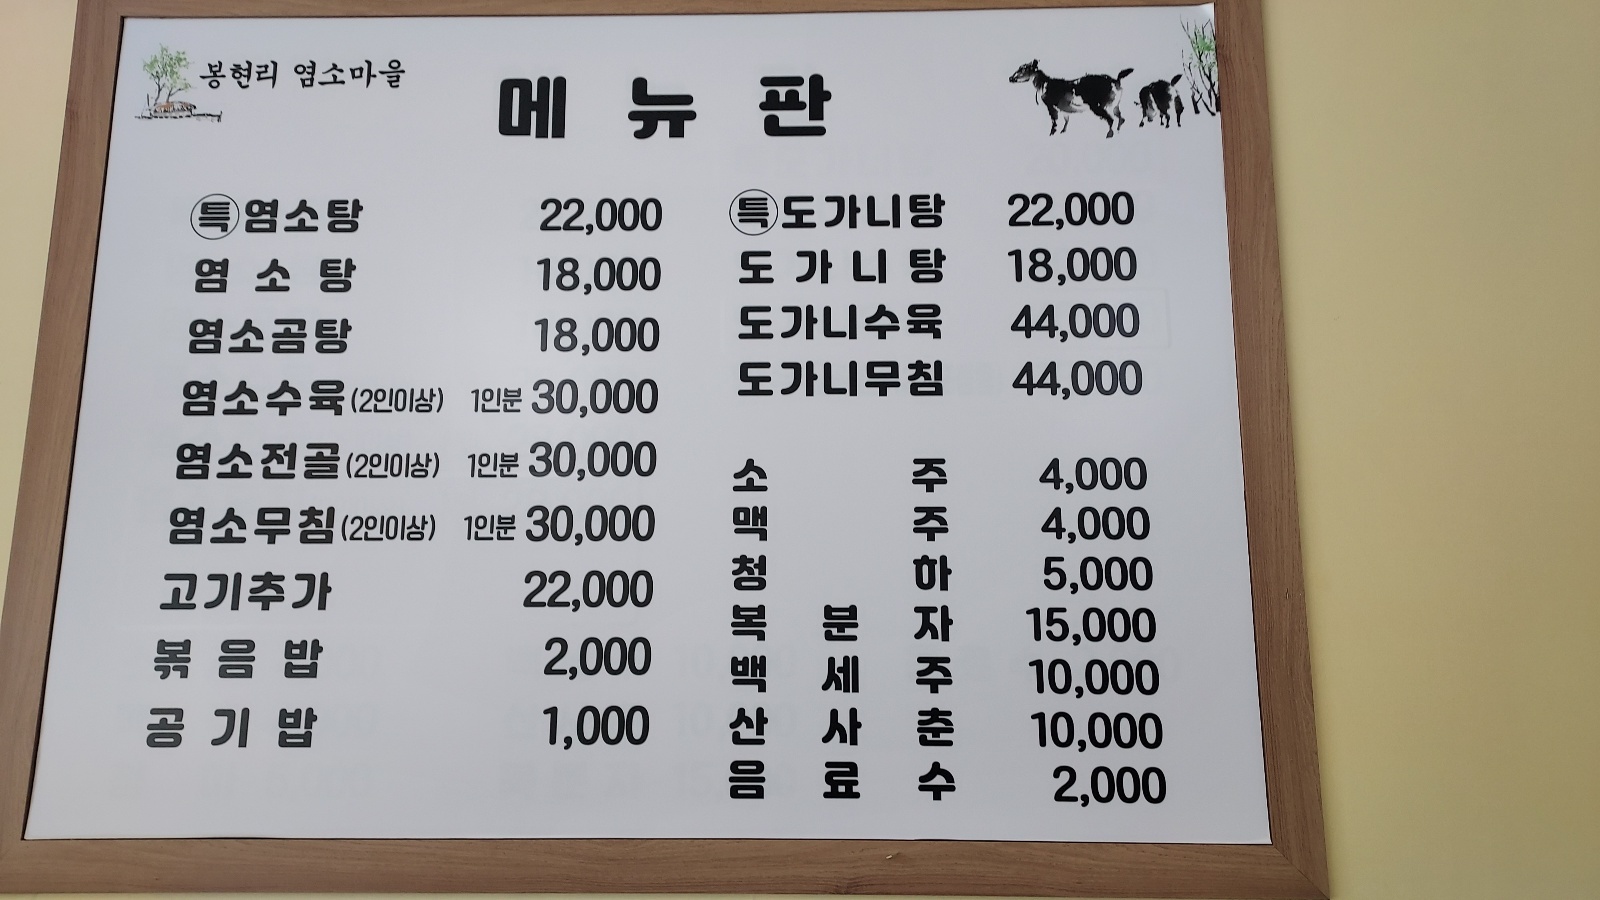 봉현리 염소마을
메뉴판
특 염소탕 22,000
염소탕 18,000
염소곰탕 18,000
염소수육(2인이상) 1인분 30,000
염소전골(2인이상) 1인분 30,000
염소무침(2인이상) 1인분 30,000
고기추가 22,000
볶음밥 2,000
공기밥 1,000
특 도가니탕 22,000
도가니탕 18,000
도가니수육 44,000
도가니무침 44,000
소주 4,000
맥주 4,000
청하 5,000
복분자 15,000
백세주 10,000
산사춘 10,000
음료수 2,000